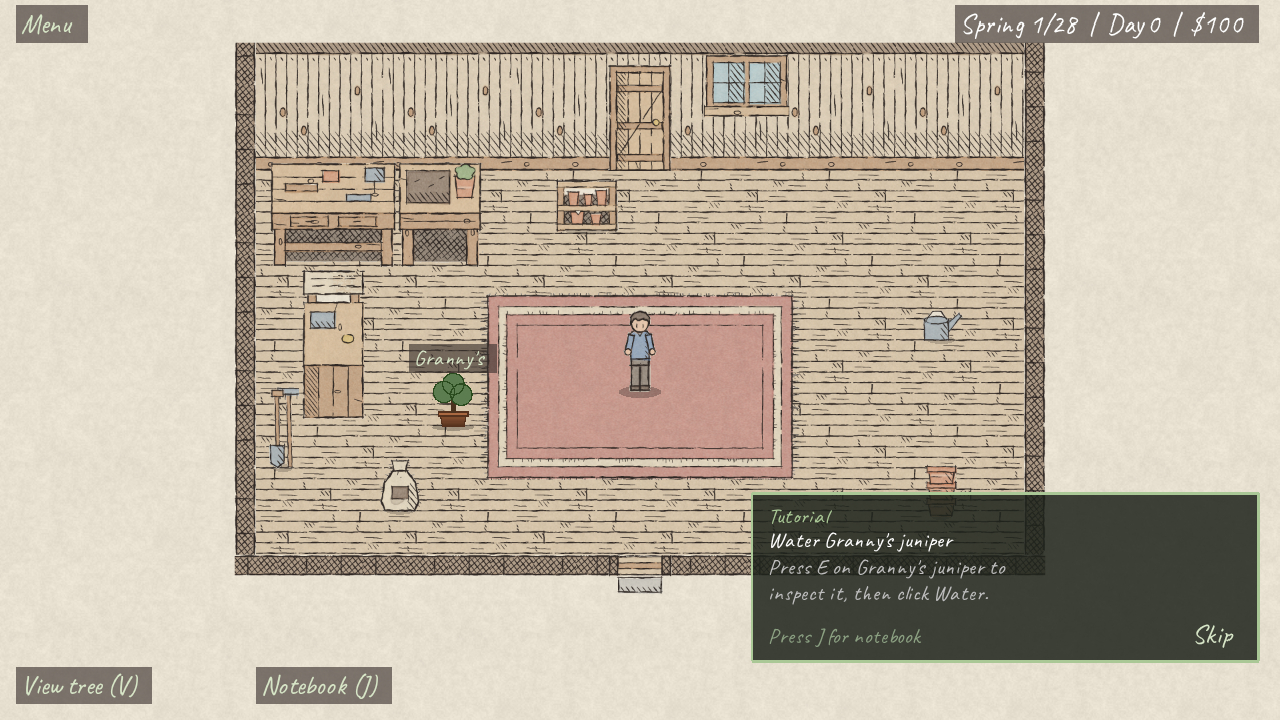 Menu
Spring 1/28 | Day 0 | $100
Granny's
Tutorial
Water Granny's juniper
Press E on Granny's juniper to
inspect it, then click Water.
Press J for notebook
Skip
View tree (V)
Notebook (J)